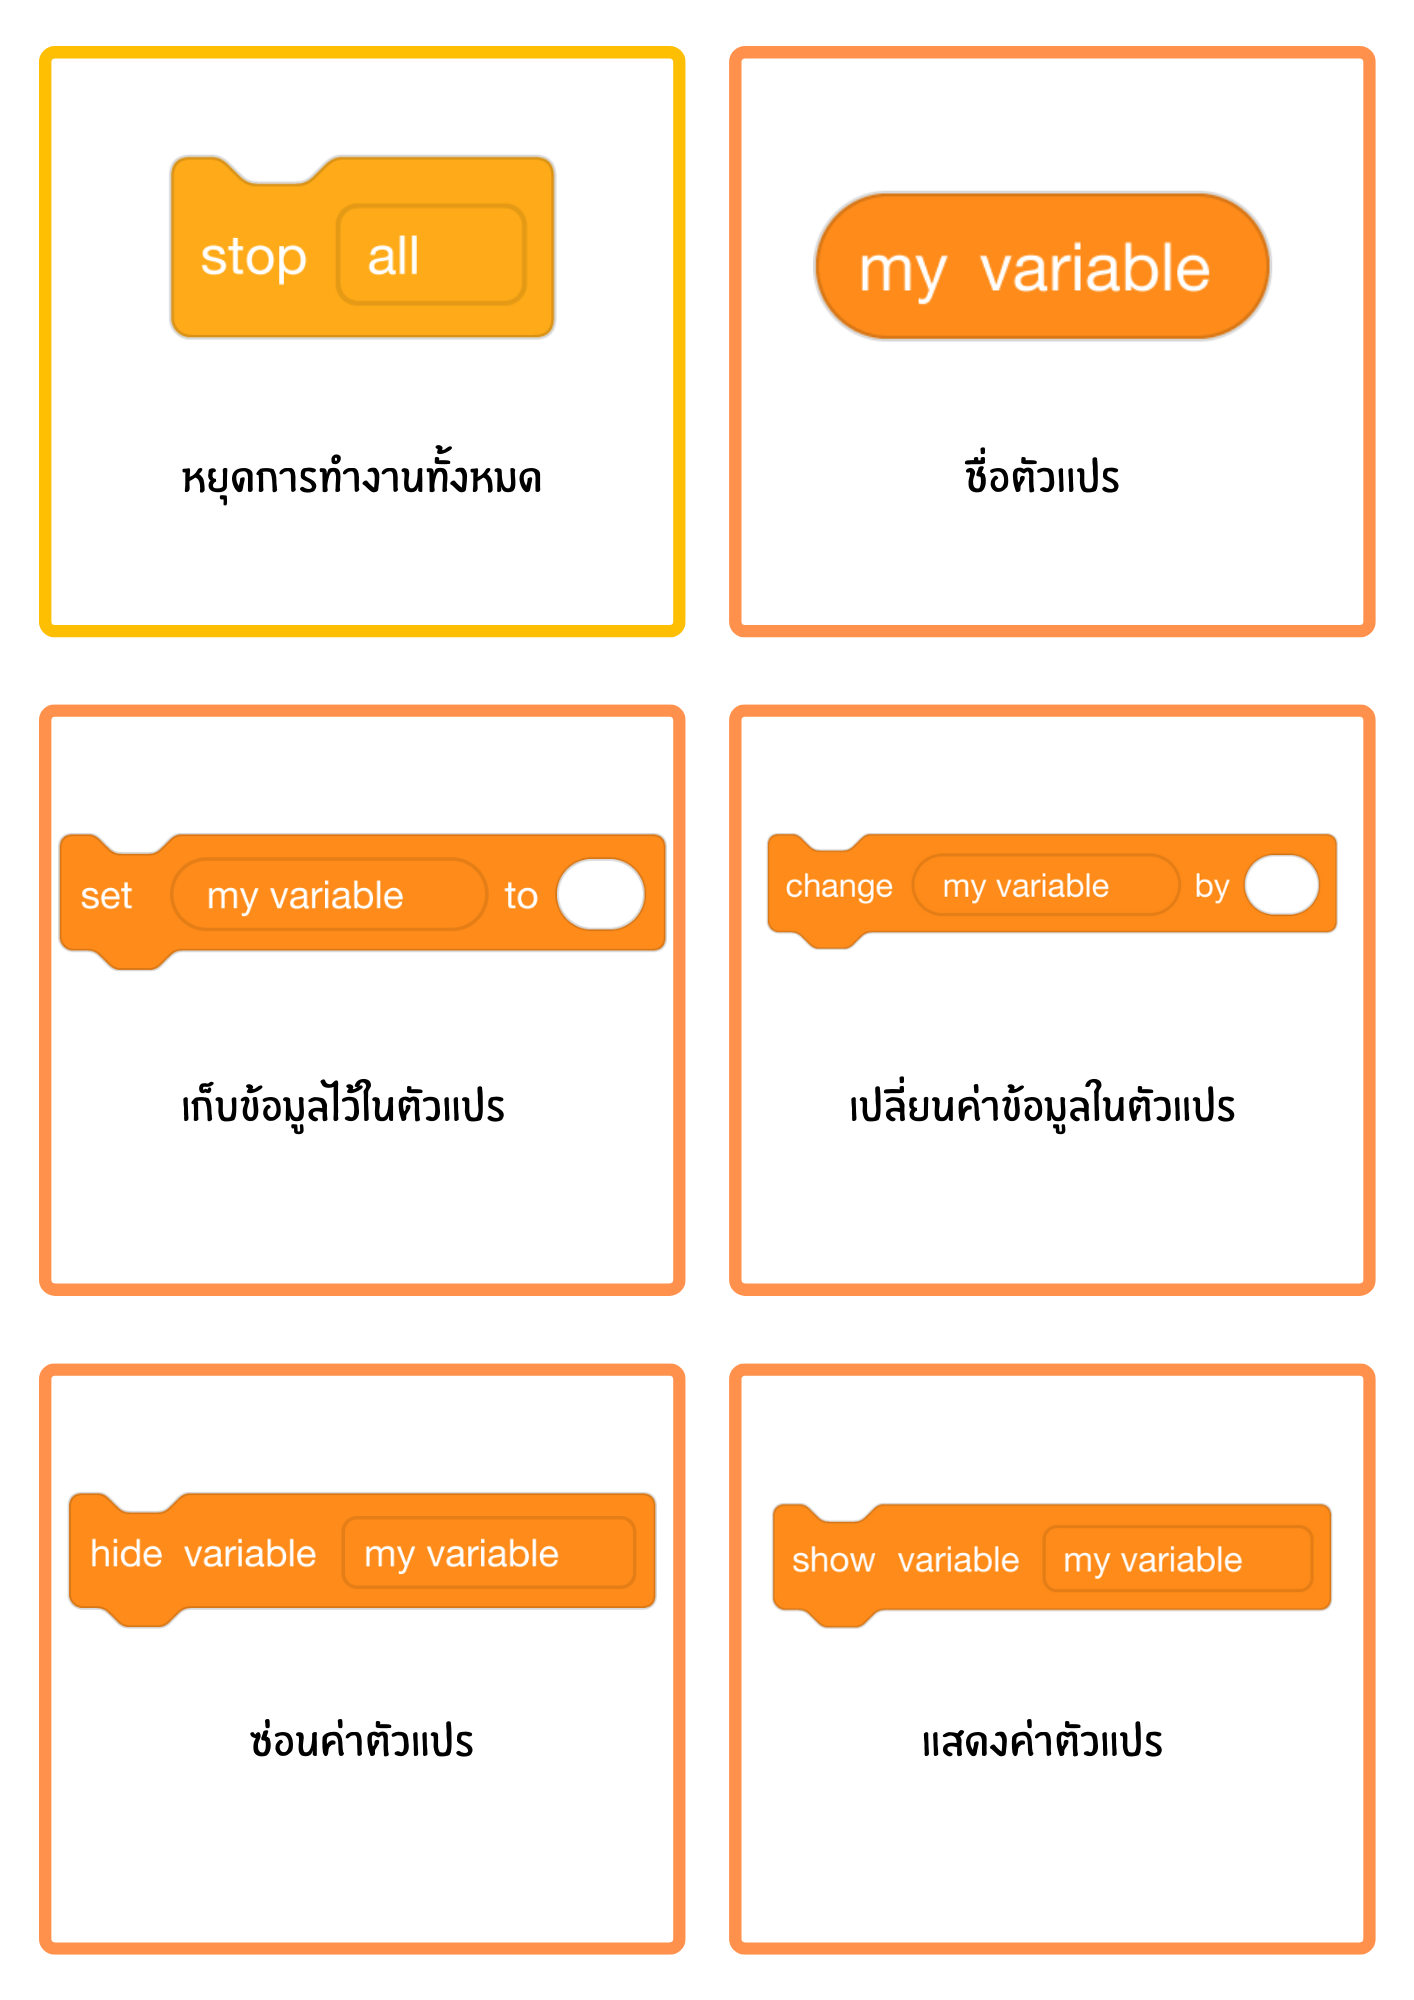 stop all
my variable
หยุดการทำงานทั้งหมด
ชื่อตัวแปร
set my variable to
change my variable by
เก็บข้อมูลไว้ในตัวแปร
เปลี่ยนค่าข้อมูลในตัวแปร
hide variable my variable
show variable my variable
ซ่อนค่าตัวแปร
แสดงค่าตัวแปร